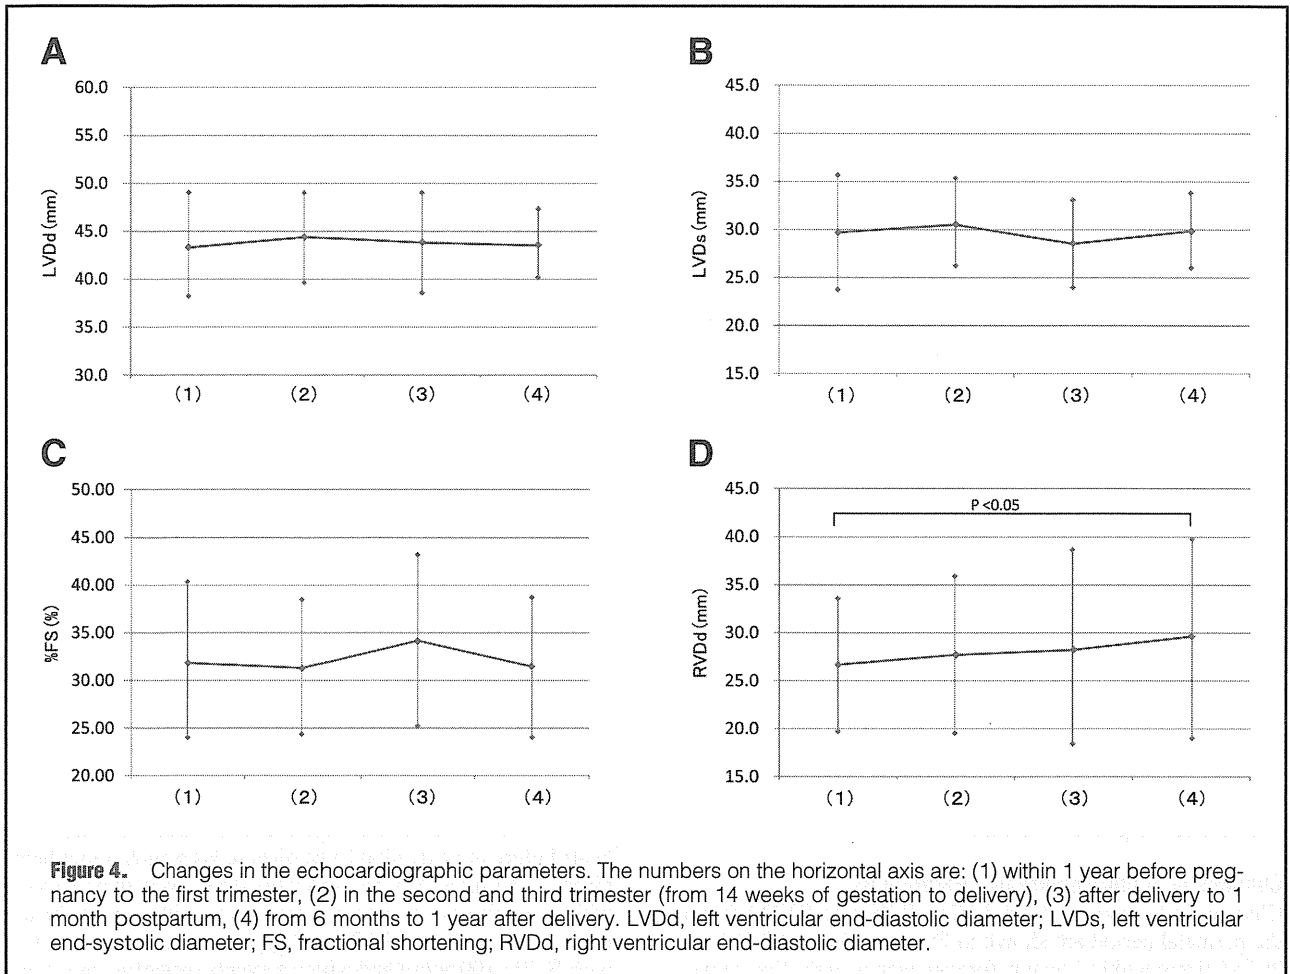 A
60.0
55.0
50.0
45.0
40.0
35.0
30.0
LVDd (mm)
(1) (2) (3) (4)
B
45.0
40.0
35.0
30.0
25.0
20.0
15.0
LVDs (mm)
(1) (2) (3) (4)
C
50.00
45.00
40.00
35.00
30.00
25.00
20.00
%FS (%)
(1) (2) (3) (4)
D
45.0
40.0
35.0
30.0
25.0
20.0
15.0
RVDd (mm)
P <0.05
(1) (2) (3) (4)
Figure 4. Changes in the echocardiographic parameters. The numbers on the horizontal axis are: (1) within 1 year before preg-
nancy to the first trimester, (2) in the second and third trimester (from 14 weeks of gestation to delivery), (3) after delivery to 1
month postpartum, (4) from 6 months to 1 year after delivery. LVDd, left ventricular end-diastolic diameter; LVDs, left ventricular
end-systolic diameter; FS, fractional shortening; RVDd, right ventricular end-diastolic diameter.